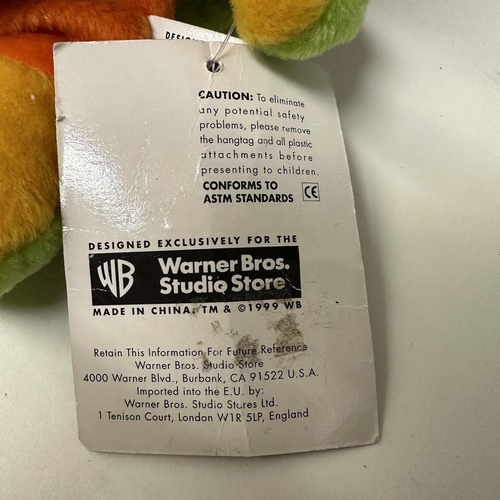 CAUTION: To eliminate
any potential safety
problems, please remove
the hangtag and all plastic
attachments before
presenting to children.
CONFORMS TO
ASTM STANDARDS CE
DESIGNED EXCLUSIVELY FOR THE
WB Warner Bros.
Studio Store
MADE IN CHINA. TM & ©1999 WB
Retain This Information For Future Reference
Warner Bros. Studio Store
4000 Warner Blvd., Burbank, CA 91522 U.S.A.
Imported into the E.U. by:
Warner Bros. Studio Stores Ltd.
1 Tenison Court, London W1R 5LP, England